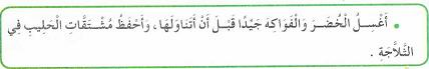 • أَغْسِلُ الْخُضَرَ وَالْفَوَاكِهَ جَيِّدًا قَبْلَ أَنْ أَتَنَاوَلَهَا، وَأَحْفَظُ مُشْتَقَّاتِ الْحَلِيبِ فِي
الثَّلَّاجَةِ .